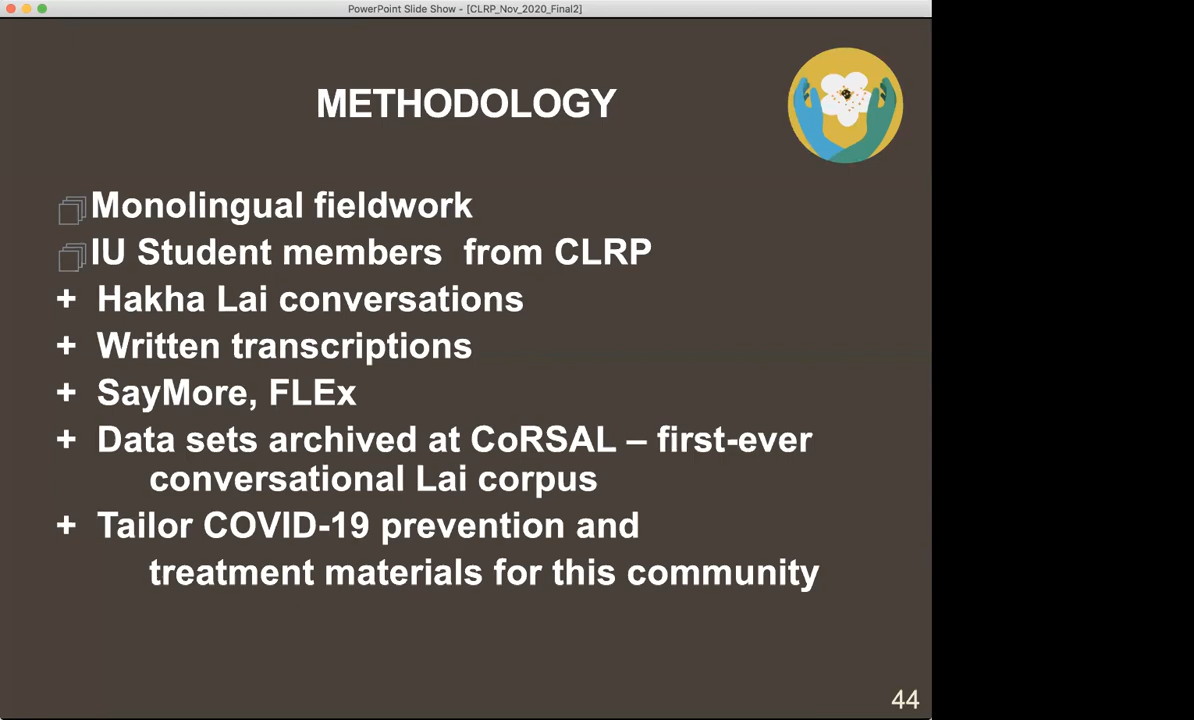 PowerPoint Slide Show - [CLRP_Nov_2020_Final2]
METHODOLOGY
Monolingual fieldwork
IU Student members  from CLRP
+ Hakha Lai conversations
+ Written transcriptions
+ SayMore, FLEx
+ Data sets archived at CoRSAL – first-ever
conversational Lai corpus
+ Tailor COVID-19 prevention and
treatment materials for this community
44